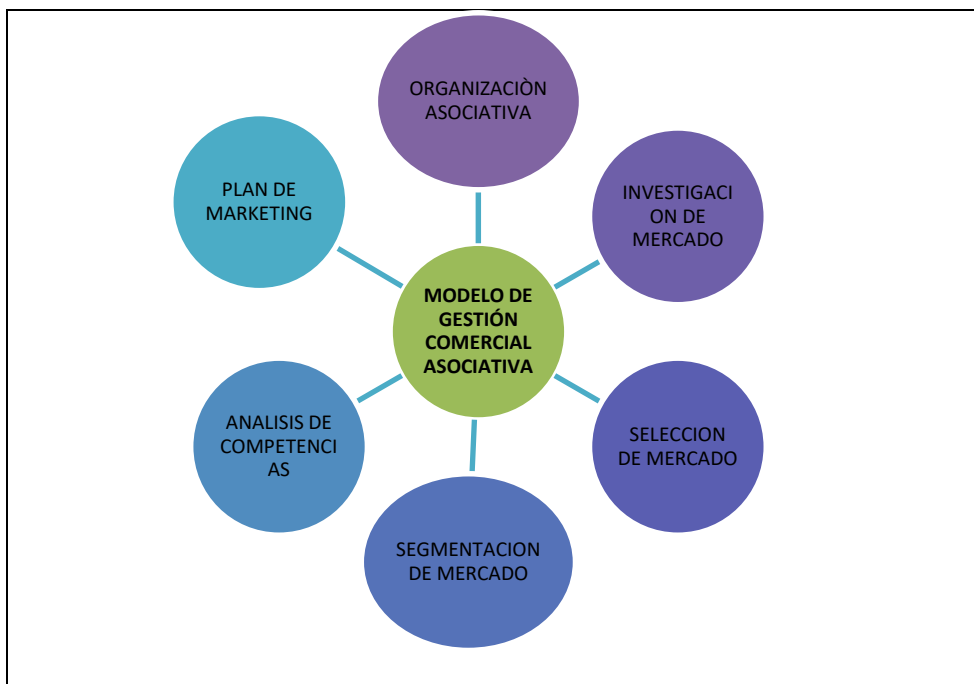 ORGANIZACIÒN
ASOCIATIVA
INVESTIGACI
ON DE
MERCADO
SELECCION
DE MERCADO
SEGMENTACION
DE MERCADO
ANALISIS DE
COMPETENCI
AS
PLAN DE
MARKETING
MODELO DE
GESTIÓN
COMERCIAL
ASOCIATIVA